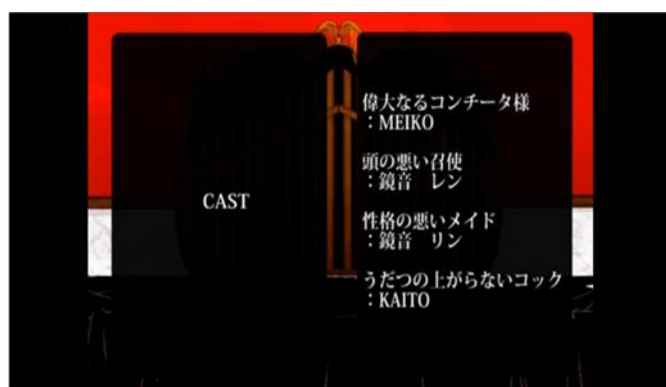 CAST
偉大なるコンチータ様
：MEIKO
頭の悪い召使
：鏡音　レン
性格の悪いメイド
：鏡音　リン
うだつの上がらないコック
：KAITO